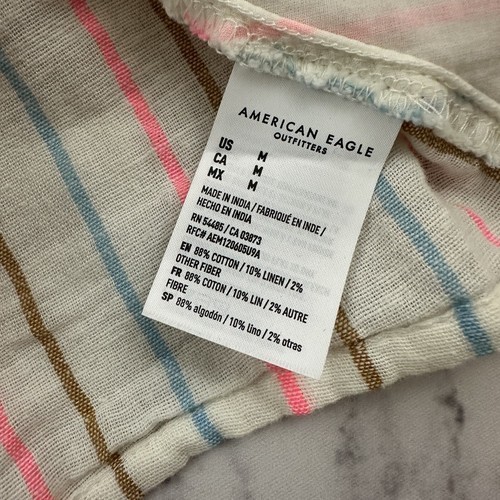 AMERICAN EAGLE
OUTFITTERS
US M
CA M
MX M
MADE IN INDIA / FABRIQUÉ EN INDE /
HECHO EN INDIA
RN 54485 / CA 03873
RFC# AEM120605U9A
EN 88% COTTON / 10% LINEN / 2%
OTHER FIBER
FR 88% COTON / 10% LIN / 2% AUTRE
FIBRE
SP 88% algodón / 10% lino / 2% otras